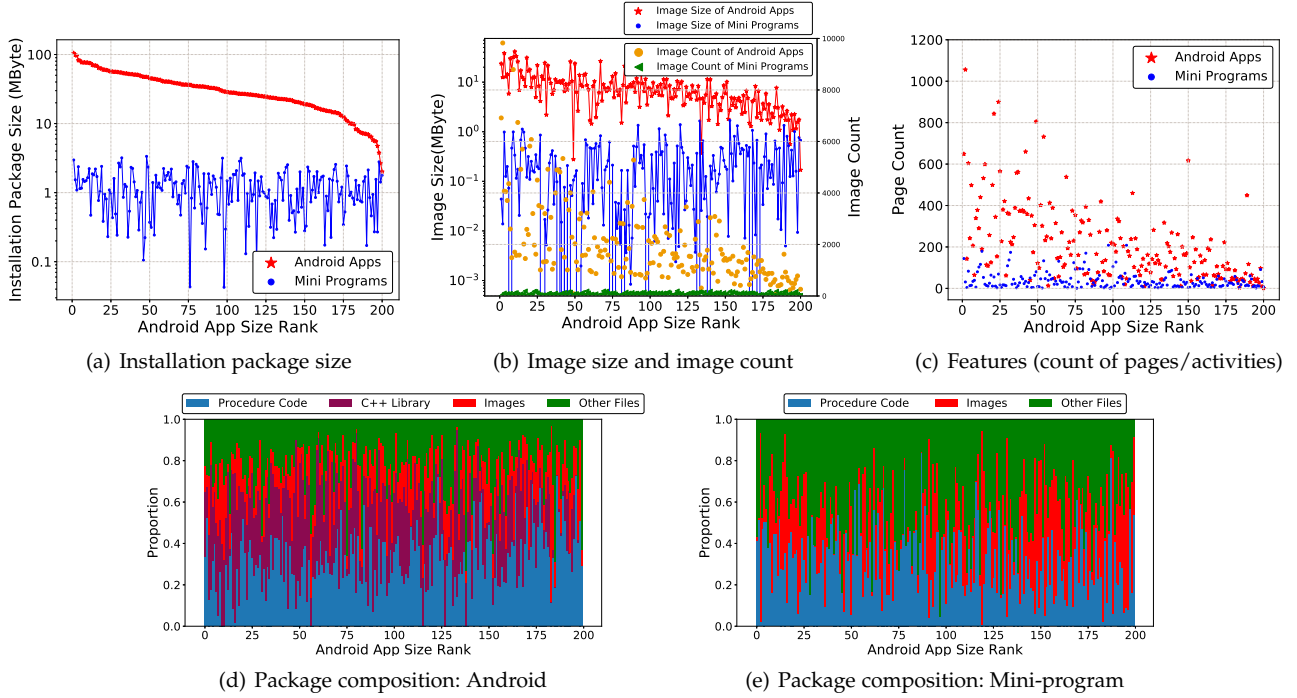 Installation Package Size (MByte)
100
10
1
0.1
Android Apps
Mini Programs
0 25 50 75 100 125 150 175 200
Android App Size Rank
(a) Installation package size
Image Size of Android Apps
Image Size of Mini Programs
Image Count of Android Apps
Image Count of Mini Programs
Image Size(MByte)
10¹
10⁰
10⁻¹
10⁻²
10⁻³
Image Count
10000
8000
6000
4000
2000
0
0 25 50 75 100 125 150 175 200
Android App Size Rank
(b) Image size and image count
Page Count
1200
1000
800
600
400
200
0
Android Apps
Mini Programs
0 25 50 75 100 125 150 175 200
Android App Size Rank
(c) Features (count of pages/activities)
Procedure Code C++ Library Images Other Files
Proportion
1.0
0.8
0.6
0.4
0.2
0.0
0 25 50 75 100 125 150 175 200
Android App Size Rank
(d) Package composition: Android
Procedure Code Images Other Files
Proportion
1.0
0.8
0.6
0.4
0.2
0.0
0 25 50 75 100 125 150 175 200
Android App Size Rank
(e) Package composition: Mini-program